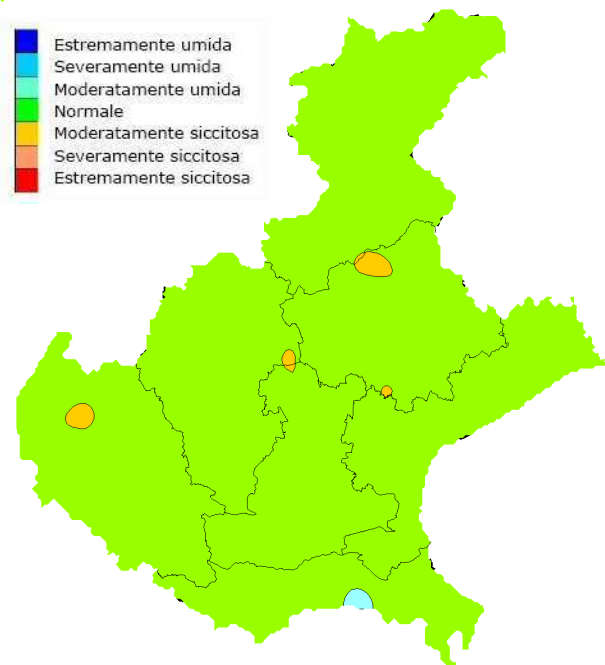 Estremamente umida
Severamente umida
Moderatamente umida
Normale
Moderatamente siccitosa
Severamente siccitosa
Estremamente siccitosa